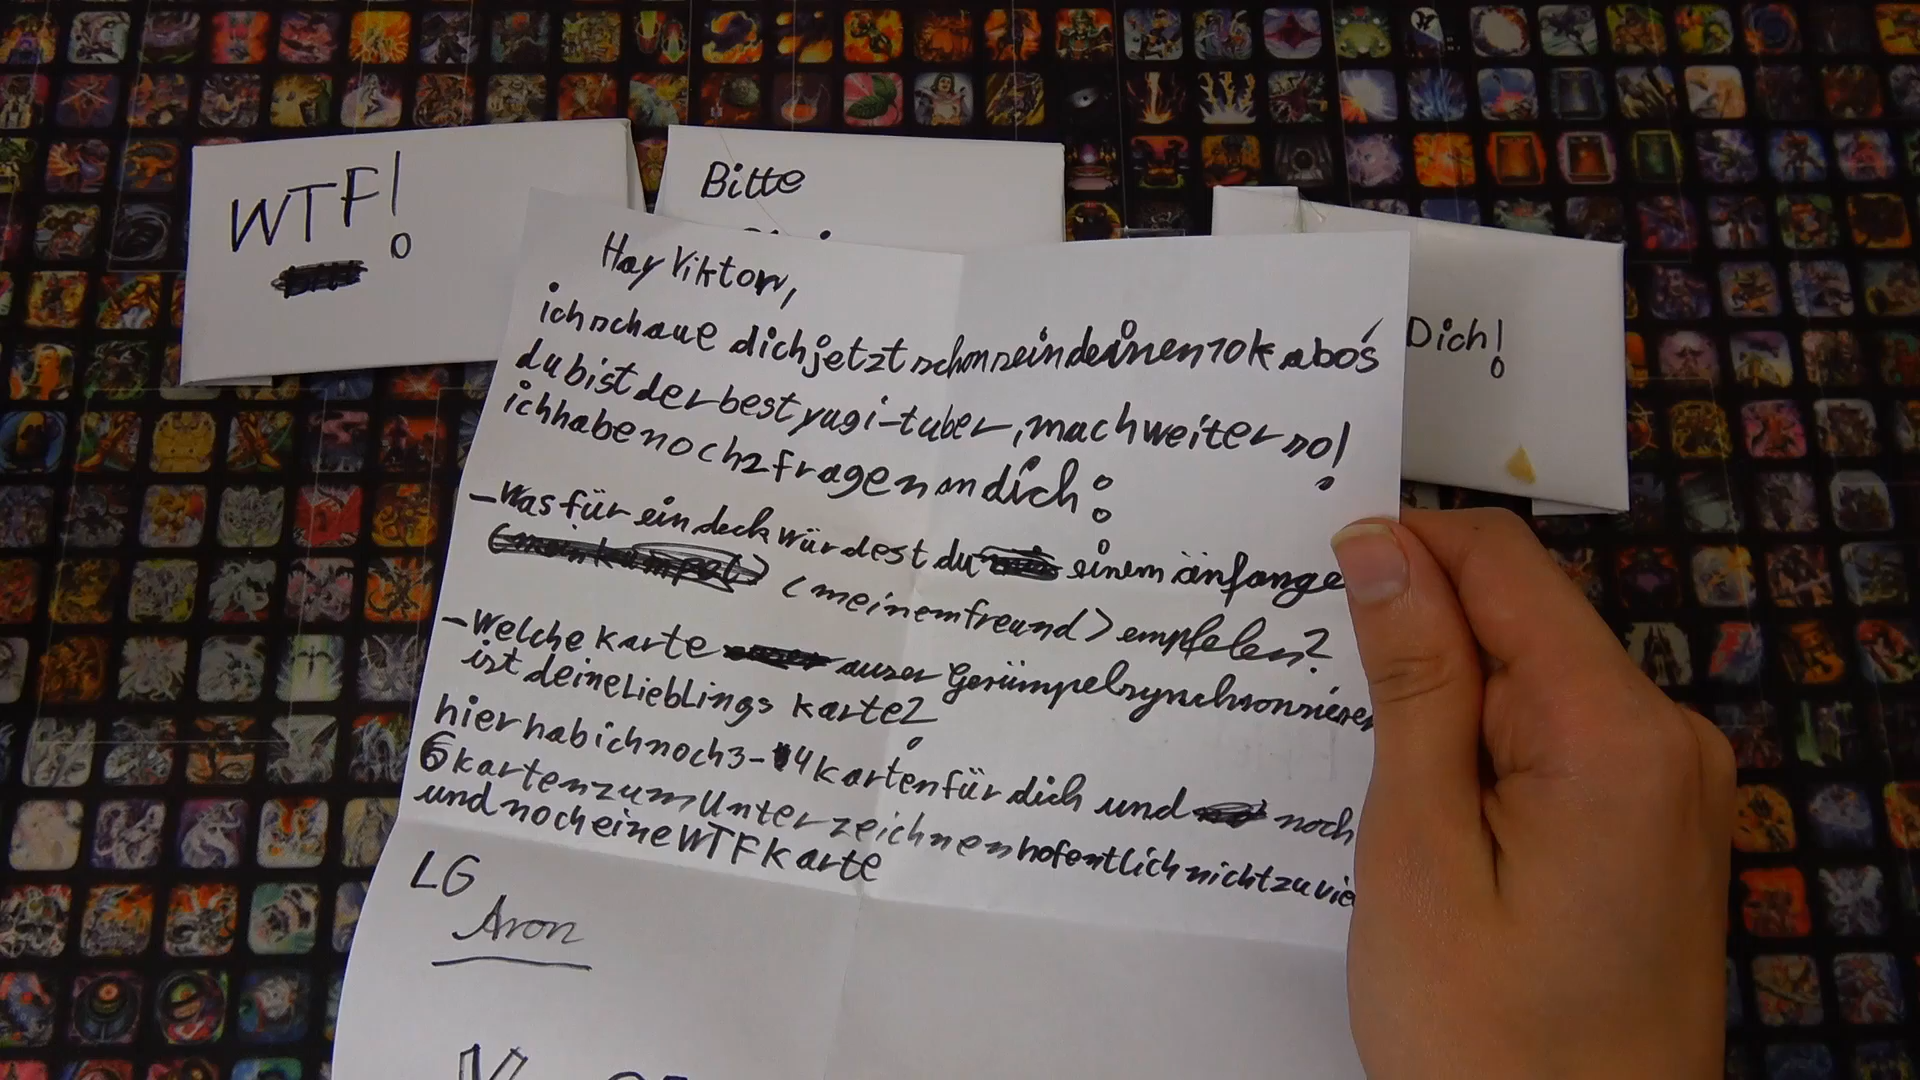 WTF!
Bitte
Dich!
Hay Viktor,
ich schaue dich jetzt schon sein deinen 10k abo's
du bist der best yugi-tuber, mach weiter so!
ich habe noch 2 fragen an dich:
-Was für ein deck würdest du einem änfange
(meinem freund) empfelen?
-Welche karte auser Gerümpelsynchronnieren
ist deine Lieblings karte?
hier hab ich noch 3-4 karten für dich und noch
6 karten zum Unterzeichnen hofentlich nicht zu vie
und noch eine WTF karte
LG
Aron